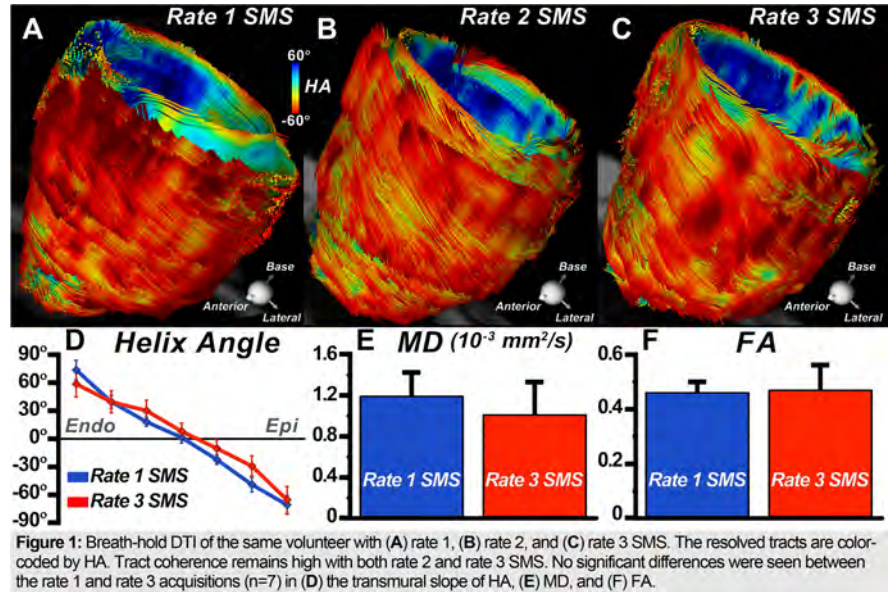 A Rate 1 SMS
B Rate 2 SMS
C Rate 3 SMS
60°
HA
-60°
Base
Anterior
Lateral
Base
Anterior
Lateral
Base
Anterior
Lateral
D Helix Angle
90°
60°
30°
0°
-30°
-60°
-90°
Endo
Epi
Rate 1 SMS
Rate 3 SMS
E MD (10⁻³ mm²/s)
1.6
1.2
0.8
0.4
0
Rate 1 SMS
Rate 3 SMS
F FA
0.6
0.4
0.2
0
Rate 1 SMS
Rate 3 SMS
Figure 1: Breath-hold DTI of the same volunteer with (A) rate 1, (B) rate 2, and (C) rate 3 SMS. The resolved tracts are color-
coded by HA. Tract coherence remains high with both rate 2 and rate 3 SMS. No significant differences were seen between
the rate 1 and rate 3 acquisitions (n=7) in (D) the transmural slope of HA, (E) MD, and (F) FA.